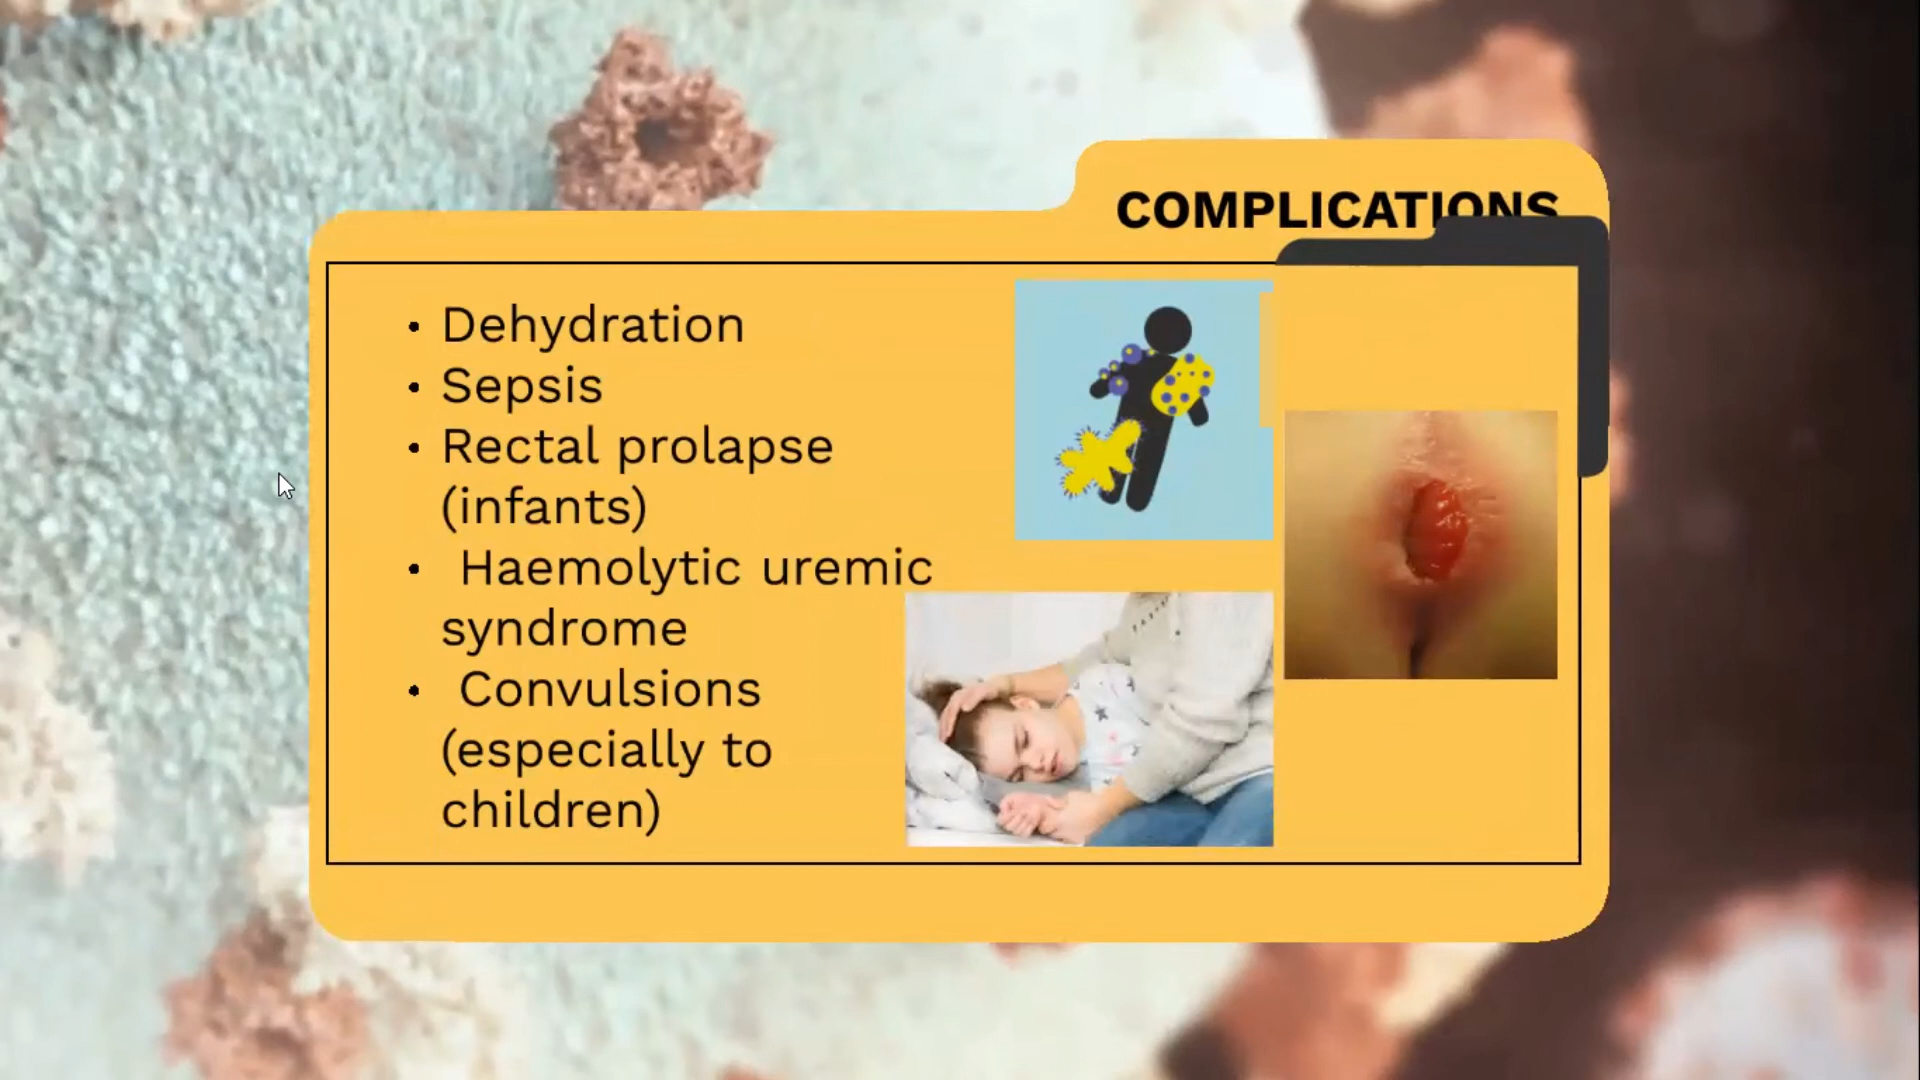 COMPLICATIONS
• Dehydration
• Sepsis
• Rectal prolapse
(infants)
• Haemolytic uremic
syndrome
• Convulsions
(especially to
children)